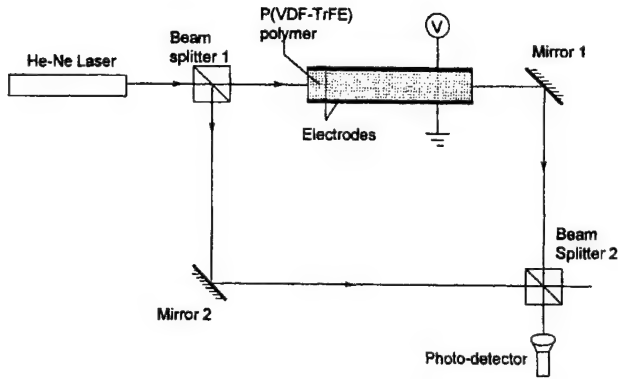 He-Ne Laser
Beam
splitter 1
P(VDF-TrFE)
polymer
V
Mirror 1
Electrodes
Beam
Splitter 2
Mirror 2
Photo-detector